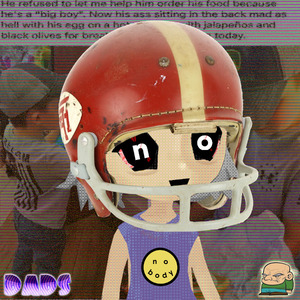 He refused to let me help him order his food because
he's a "big boy". Now his ass sitting in the back mad as
hell with his egg on a with jalapeños and
black olives for today.
n o
no
body
DADS